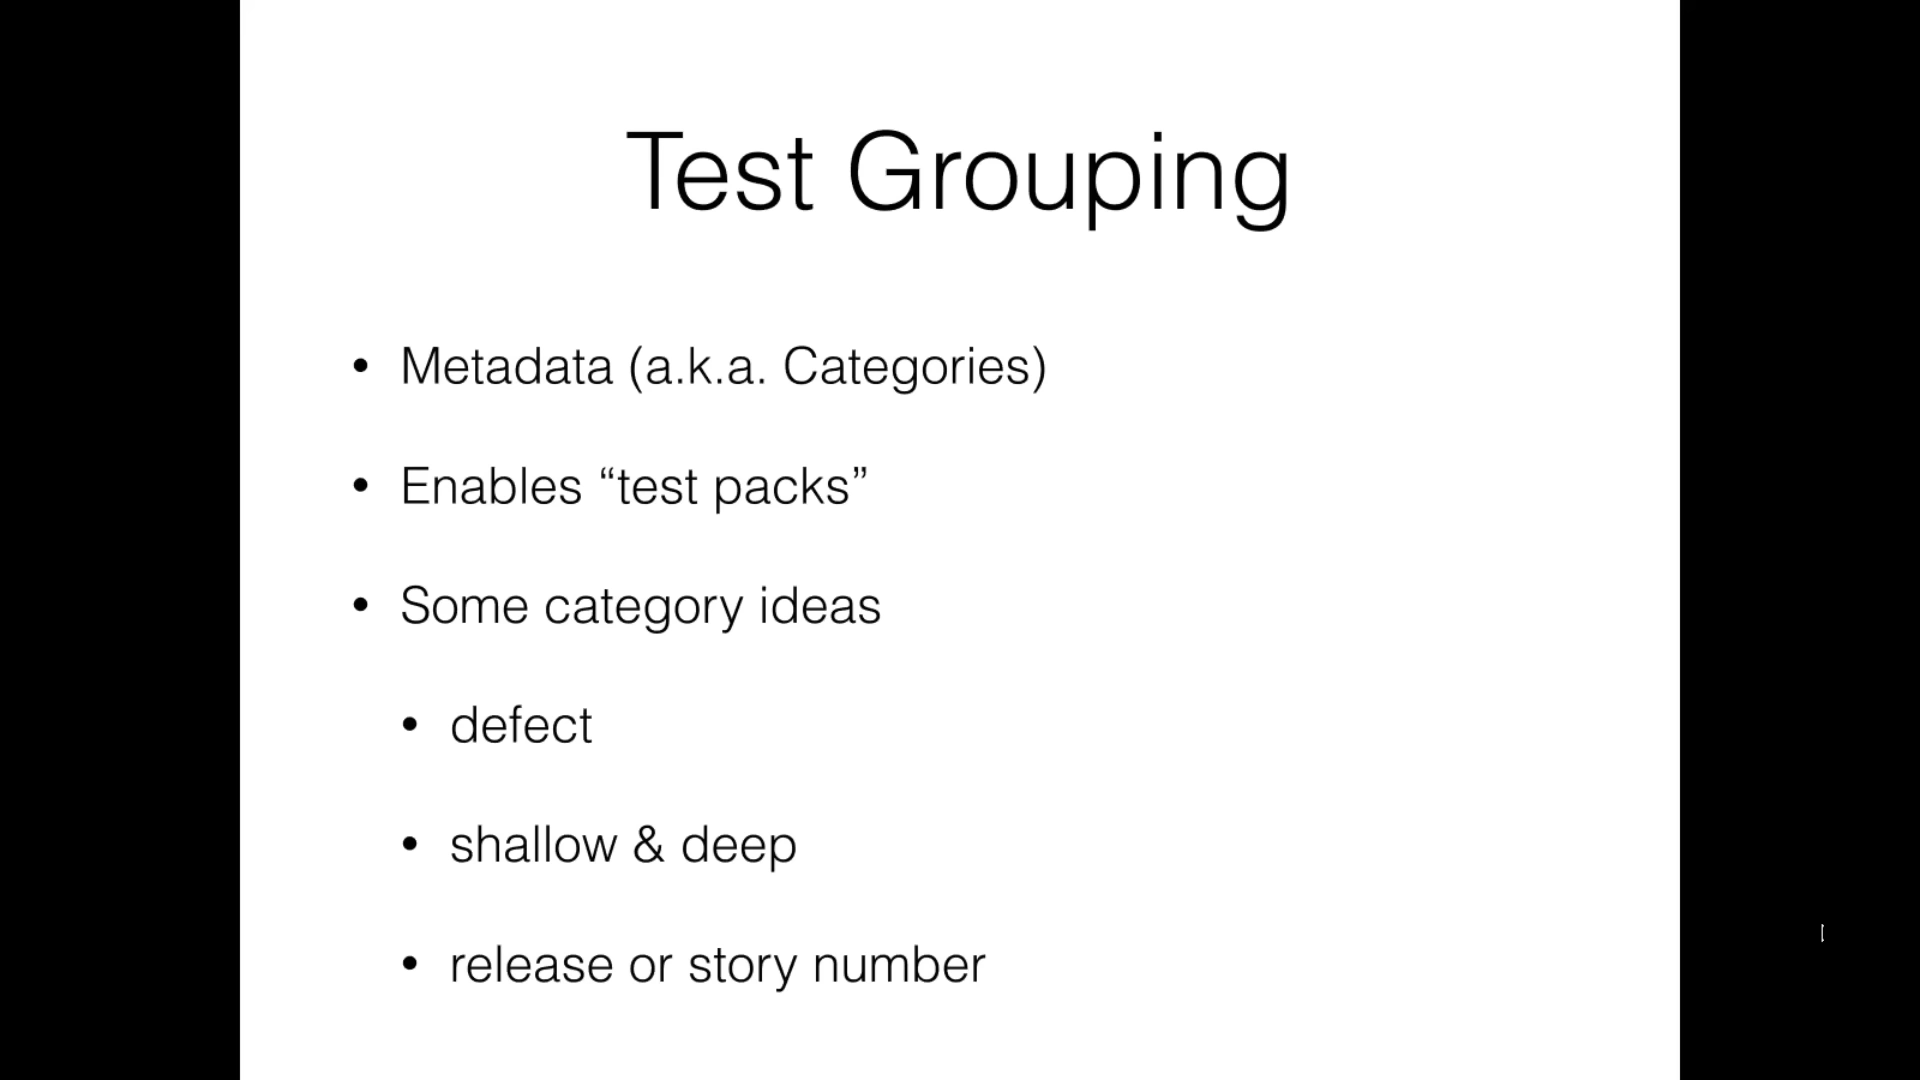 Test Grouping
• Metadata (a.k.a. Categories)
• Enables “test packs”
• Some category ideas
• defect
• shallow & deep
• release or story number